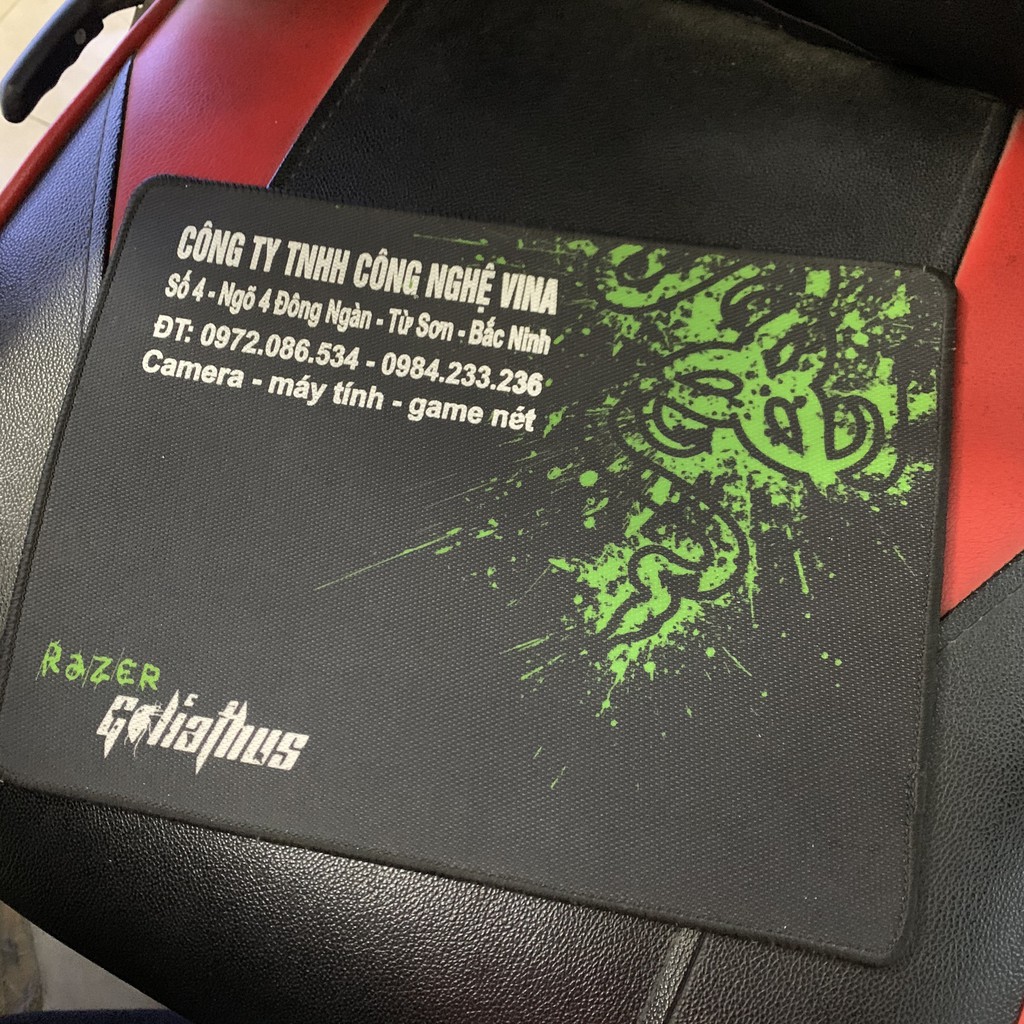 CÔNG TY TNHH CÔNG NGHỆ VINA
Số 4 - Ngõ 4 Đông Ngàn - Từ Sơn - Bắc Ninh
ĐT: 0972.086.534 - 0984.233.236
Camera - máy tính - game nét
RAZER
Goliathus